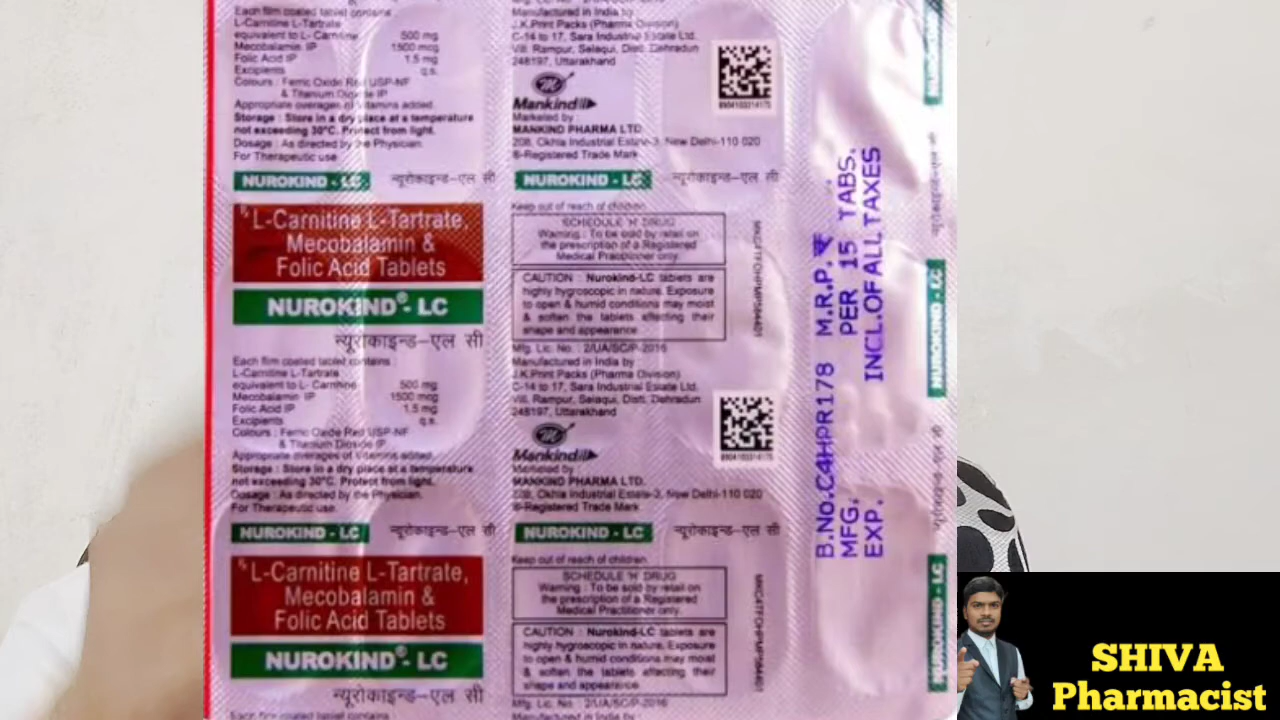 Each film coated tablet contains
L-Carnitine L-Tartrate
equivalent to L- Carnitine 500 mg
Mecobalamin IP 1500 mcg
Folic Acid IP 1.5 mg
Excipients q.s.
Colours : Ferric Oxide Red USP-NF
& Titanium Dioxide IP
Appropriate overages of vitamins added.
Storage : Store in a dry place at a temperature
not exceeding 30°C. Protect from light.
Dosage : As directed by the Physician.
For Therapeutic use
NUROKIND - LC न्यूरोकाइन्ड-एल सी
Rx L-Carnitine L-Tartrate,
Mecobalamin &
Folic Acid Tablets
NUROKIND®- LC
न्यूरोकाइन्ड-एल सी
Each film coated tablet contains :
L-Carnitine L-Tartrate
equivalent to L- Carnitine 500 mg
Mecobalamin IP 1500 mcg
Folic Acid IP 1.5 mg
Excipients q.s.
Colours : Ferric Oxide Red USP-NF
& Titanium Dioxide IP
Appropriate overages of vitamins added.
Storage : Store in a dry place at a temperature
not exceeding 30°C. Protect from light.
Dosage : As directed by the Physician.
For Therapeutic use.
NUROKIND - LC न्यूरोकाइन्ड-एल सी
Rx L-Carnitine L-Tartrate,
Mecobalamin &
Folic Acid Tablets
NUROKIND®- LC
न्यूरोकाइन्ड-एल सी
Each film coated tablet contains
Manufactured in India by
J.K.Print Packs (Pharma Division)
C-14 to 17, Sara Industrial Estate Ltd.
Vill. Rampur, Selaqui, Distt. Dehradun
248197, Uttarakhand
Mankind
Marketed by :
MANKIND PHARMA LTD.
208, Okhla Industrial Estate-3, New Delhi-110 020
®-Registered Trade Mark
NUROKIND - LC न्यूरोकाइन्ड-एल सी
Keep out of reach of children.
SCHEDULE 'H' DRUG
Warning : To be sold by retail on
the prescription of a Registered
Medical Practitioner only.
CAUTION : Nurokind-LC tablets are
highly hygroscopic in nature. Exposure
to open & humid conditions may moist
& soften the tablets affecting their
shape and appearance.
Mfg. Lic. No. : 2/UA/SC/P-2016
Manufactured in India by
J.K.Print Packs (Pharma Division)
C-14 to 17, Sara Industrial Estate Ltd.
Vill. Rampur, Selaqui, Distt. Dehradun
248197, Uttarakhand
Mankind
Marketed by :
MANKIND PHARMA LTD.
208, Okhla Industrial Estate-3, New Delhi-110 020
®-Registered Trade Mark
NUROKIND - LC न्यूरोकाइन्ड-एल सी
Keep out of reach of children.
SCHEDULE 'H' DRUG
Warning : To be sold by retail on
the prescription of a Registered
Medical Practitioner only.
CAUTION : Nurokind-LC tablets are
highly hygroscopic in nature. Exposure
to open & humid conditions may moist
& soften the tablets affecting their
shape and appearance.
Mfg. Lic. No. : 2/UA/SC/P-2016
Manufactured in India by
B.No.C4HPR178 M.R.P. ₹
MFG. PER 15 TABS.
EXP. INCL.OF ALL TAXES
NUROKIND - LC
NUROKIND - LC
NUROKIND - LC
SHIVA
Pharmacist